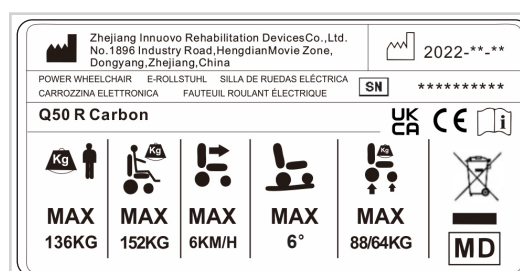 Zhejiang Innuovo Rehabilitation DevicesCo.,Ltd.
No.1896 Industry Road,HengdianMovie Zone,
Dongyang,Zhejiang,China
2022-**-**
POWER WHEELCHAIR E-ROLLSTUHL SILLA DE RUEDAS ELÉCTRICA
CARROZZINA ELETTRONICA FAUTEUIL ROULANT ÉLECTRIQUE
SN **********
Q50 R Carbon
UK
CA
CE
i
Kg
Kg
Kg
MAX
136KG
MAX
152KG
MAX
6KM/H
MAX
6°
MAX
88/64KG
MD